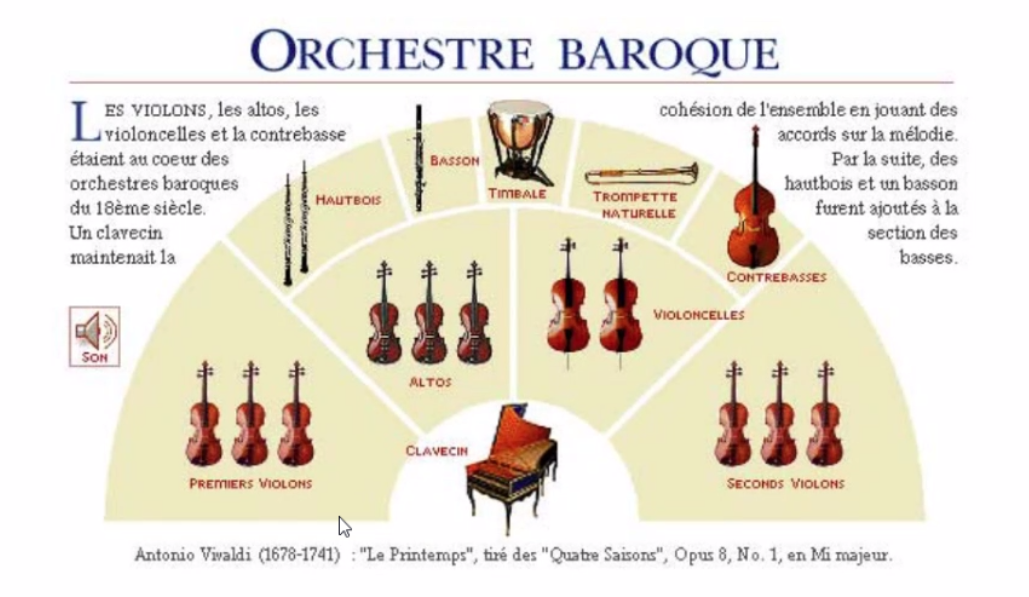 ORCHESTRE BAROQUE
LES VIOLONS, les altos, les
violoncelles et la contrebasse
étaient au coeur des
orchestres baroques
du 18ème siècle.
Un clavecin
maintenait la
cohésion de l'ensemble en jouant des
accords sur la mélodie.
Par la suite, des
hautbois et un basson
furent ajoutés à la
section des
basses.
HAUTBOIS
BASSON
TIMBALE
TROMPETTE
NATURELLE
CONTREBASSES
ALTOS
VIOLONCELLES
SON
PREMIERS VIOLONS
CLAVECIN
SECONDS VIOLONS
Antonio Vivaldi (1678-1741) : "Le Printemps", tiré des "Quatre Saisons", Opus 8, No. 1, en Mi majeur.